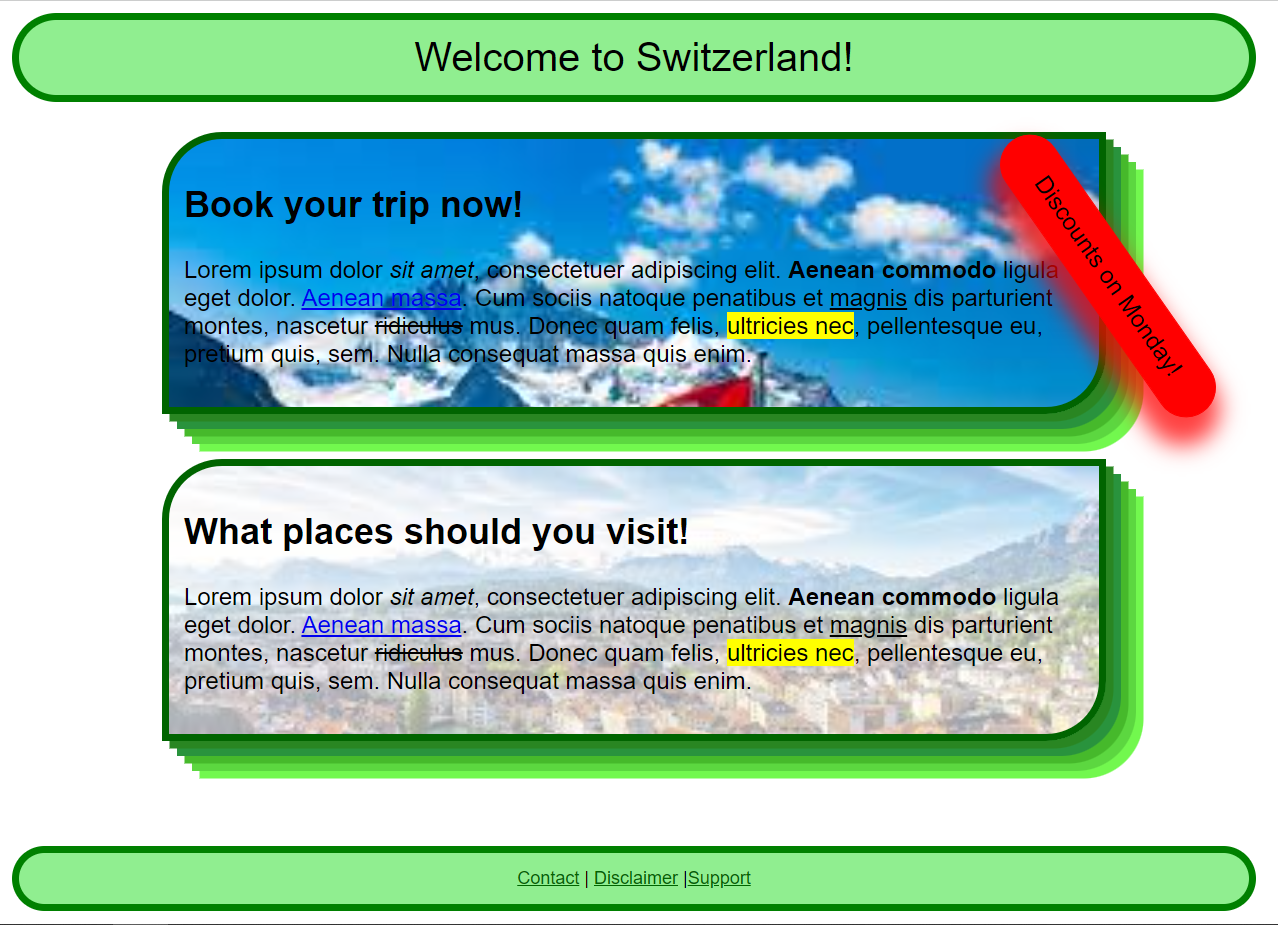 Welcome to Switzerland!
Book your trip now!
Lorem ipsum dolor sit amet, consectetuer adipiscing elit. Aenean commodo ligula
eget dolor. Aenean massa. Cum sociis natoque penatibus et magnis dis parturient
montes, nascetur ridiculus mus. Donec quam felis, ultricies nec, pellentesque eu,
pretium quis, sem. Nulla consequat massa quis enim.
Discounts on Monday!
What places should you visit!
Lorem ipsum dolor sit amet, consectetuer adipiscing elit. Aenean commodo ligula
eget dolor. Aenean massa. Cum sociis natoque penatibus et magnis dis parturient
montes, nascetur ridiculus mus. Donec quam felis, ultricies nec, pellentesque eu,
pretium quis, sem. Nulla consequat massa quis enim.
Contact | Disclaimer |Support